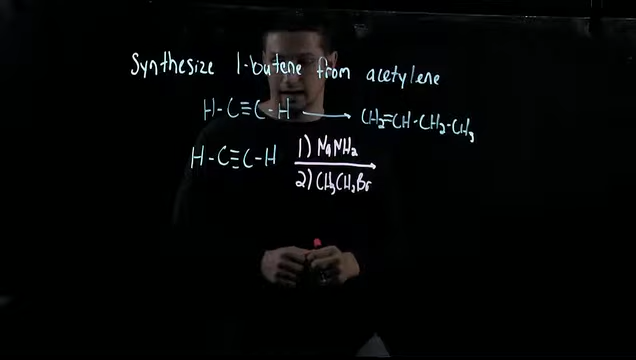 Synthesize 1-butene from acetylene
H-C≡C-H → CH₂=CH-CH₂-CH₃
H-C≡C-H 1) NaNH₂
2) CH₃CH₂Br